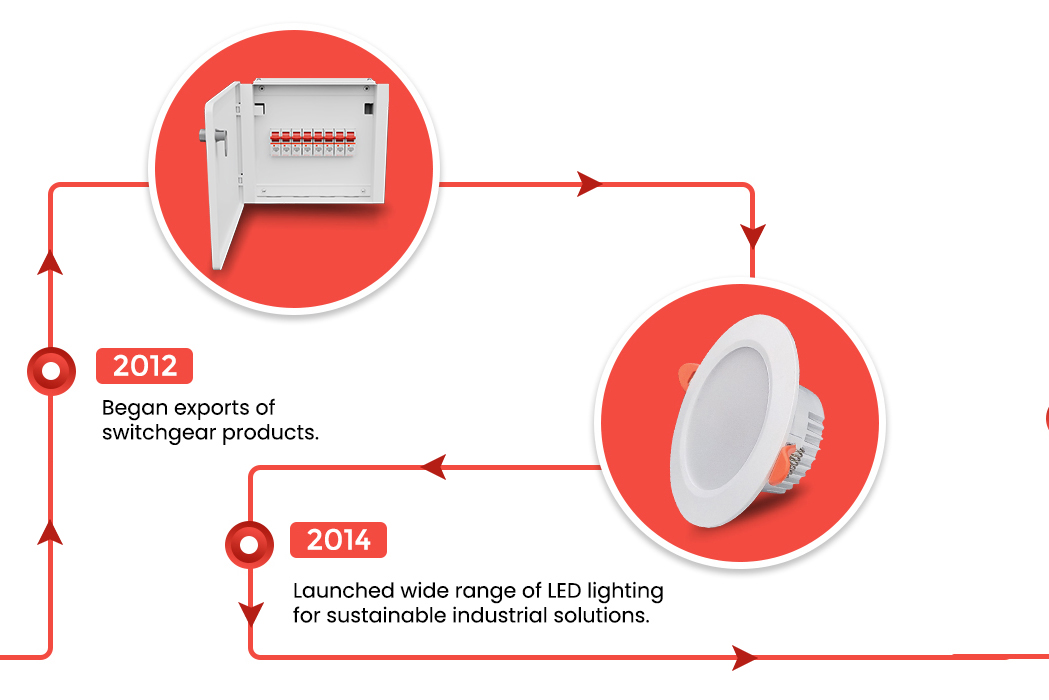 2012
Began exports of
switchgear products.
2014
Launched wide range of LED lighting
for sustainable industrial solutions.